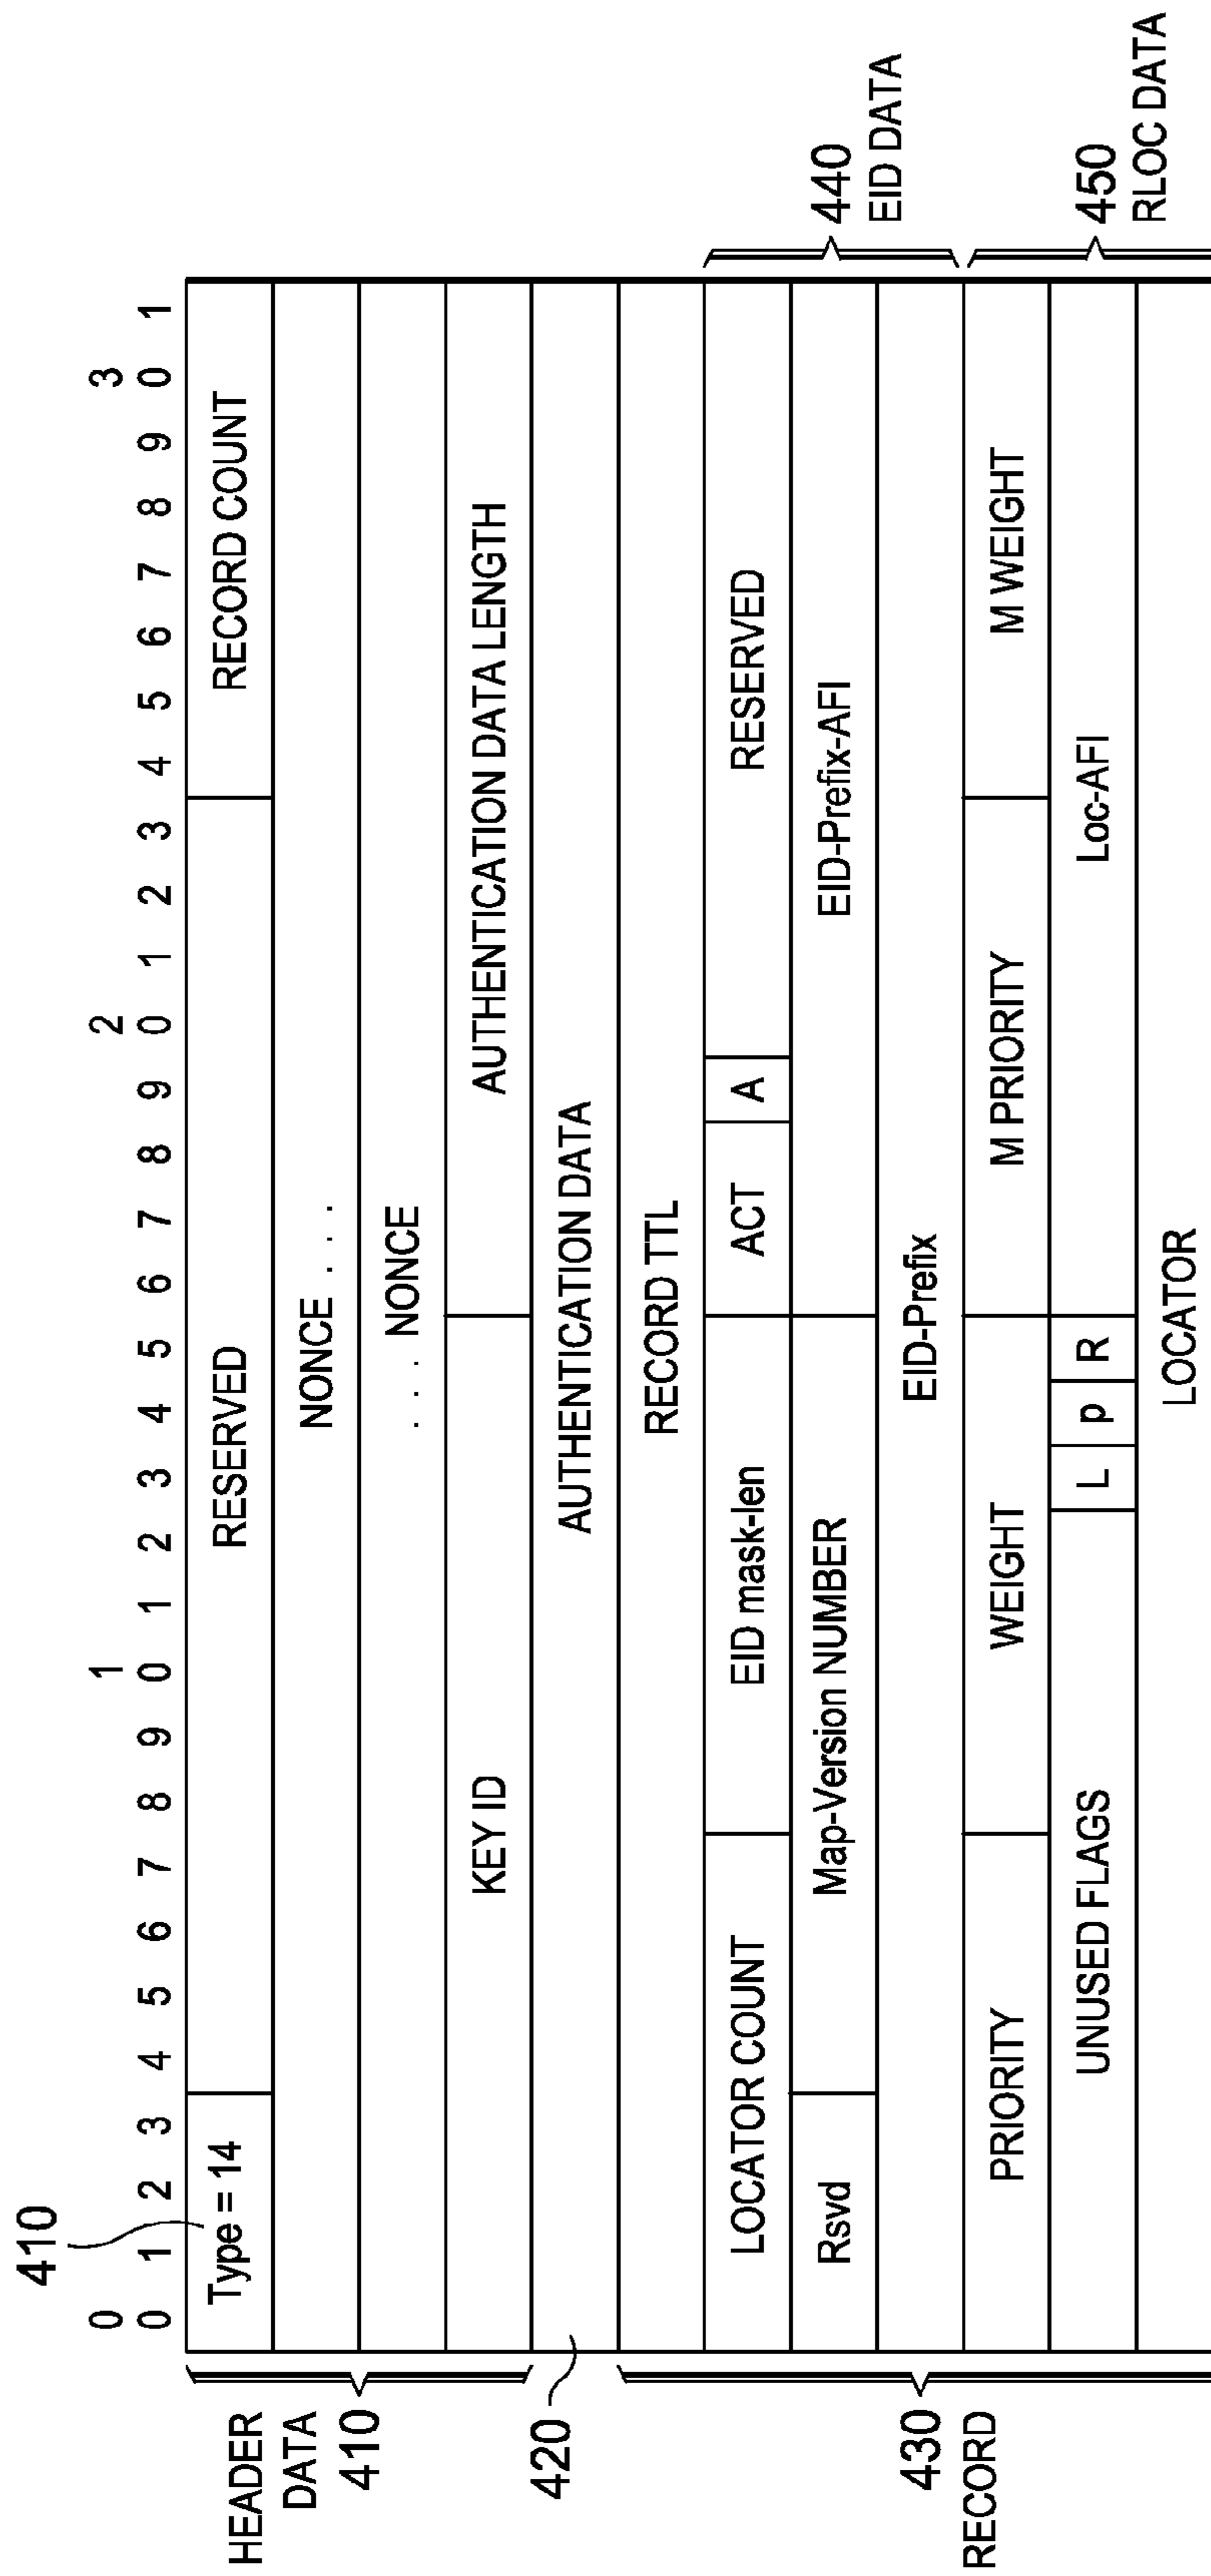 410
0 1 2 3
0 1 2 3 4 5 6 7 8 9 0 1 2 3 4 5 6 7 8 9 0 1 2 3 4 5 6 7 8 9 0 1
Type = 14 RESERVED RECORD COUNT
HEADER
DATA
410
NONCE . . .
. . . NONCE
KEY ID AUTHENTICATION DATA LENGTH
420
AUTHENTICATION DATA
RECORD TTL
LOCATOR COUNT EID mask-len ACT A RESERVED
Rsvd Map-Version NUMBER EID-Prefix-AFI
440
EID DATA
EID-Prefix
430
RECORD
PRIORITY WEIGHT M PRIORITY M WEIGHT
UNUSED FLAGS L p R Loc-AFI
450
RLOC DATA
LOCATOR